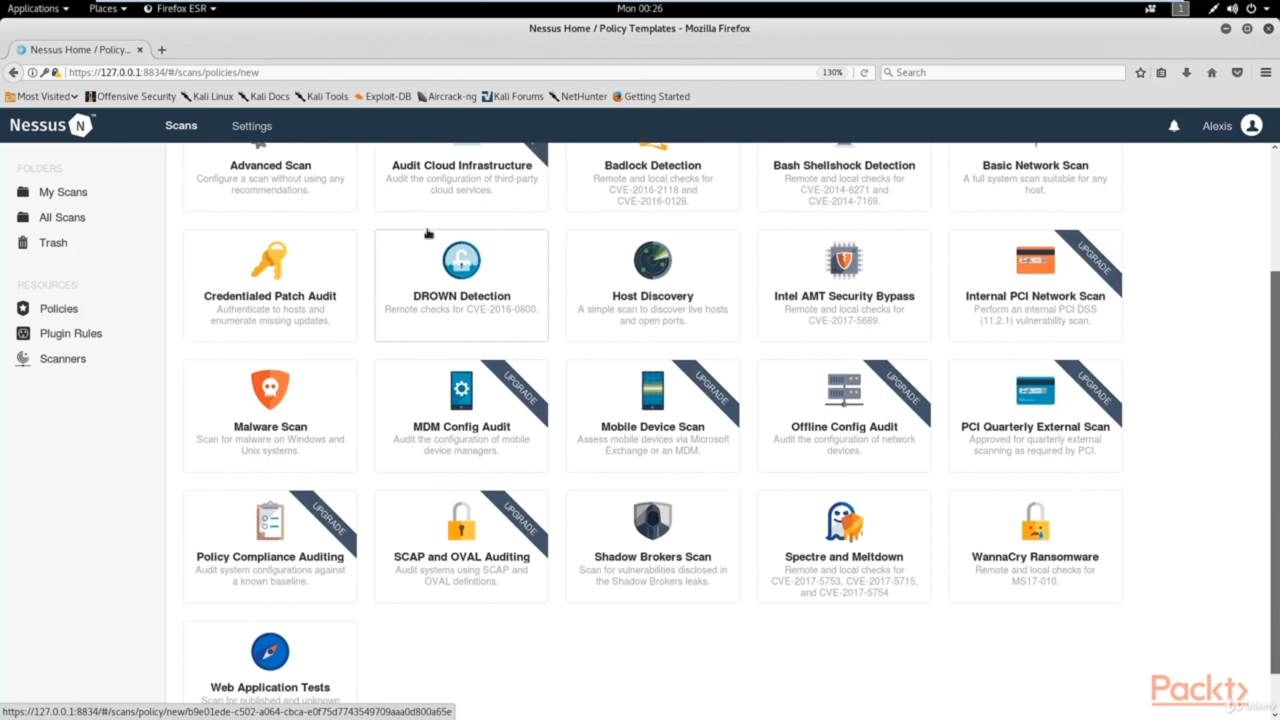 Applications
Places
Firefox ESR
Mon 00:26
1
Nessus Home / Policy Templates - Mozilla Firefox
Nessus Home / Policy...
https://127.0.0.1:8834/#/scans/policies/new
130%
Search
Most Visited
Offensive Security
Kali Linux
Kali Docs
Kali Tools
Exploit-DB
Aircrack-ng
Kali Forums
NetHunter
Getting Started
Nessus N
Scans
Settings
Alexis
FOLDERS
My Scans
All Scans
Trash
RESOURCES
Policies
Plugin Rules
Scanners
Advanced Scan
Configure a scan without using any
recommendations.
Audit Cloud Infrastructure
Audit the configuration of third-party
cloud services.
Badlock Detection
Remote and local checks for
CVE-2016-2118 and
CVE-2016-0128.
Bash Shellshock Detection
Remote and local checks for
CVE-2014-6271 and
CVE-2014-7169.
Basic Network Scan
A full system scan suitable for any
host.
Credentialed Patch Audit
Authenticate to hosts and
enumerate missing updates.
DROWN Detection
Remote checks for CVE-2016-0800.
Host Discovery
A simple scan to discover live hosts
and open ports.
Intel AMT Security Bypass
Remote and local checks for
CVE-2017-5689.
UPGRADE
Internal PCI Network Scan
Perform an internal PCI DSS
(11.2.1) vulnerability scan.
Malware Scan
Scan for malware on Windows and
Unix systems.
UPGRADE
MDM Config Audit
Audit the configuration of mobile
device managers.
UPGRADE
Mobile Device Scan
Assess mobile devices via Microsoft
Exchange or an MDM.
UPGRADE
Offline Config Audit
Audit the configuration of network
devices.
UPGRADE
PCI Quarterly External Scan
Approved for quarterly external
scanning as required by PCI.
UPGRADE
Policy Compliance Auditing
Audit system configurations against
a known baseline.
UPGRADE
SCAP and OVAL Auditing
Audit systems using SCAP and
OVAL definitions.
Shadow Brokers Scan
Scan for vulnerabilities disclosed in
the Shadow Brokers leaks.
Spectre and Meltdown
Remote and local checks for
CVE-2017-5753, CVE-2017-5715,
and CVE-2017-5754
WannaCry Ransomware
Remote and local checks for
MS17-010.
Web Application Tests
Scan for published and unknown
https://127.0.0.1:8834/#/scans/policy/new/b9e01ede-c502-a064-cbca-e0f75d7743549709aaa0d800a65e
Packt>
Udemy